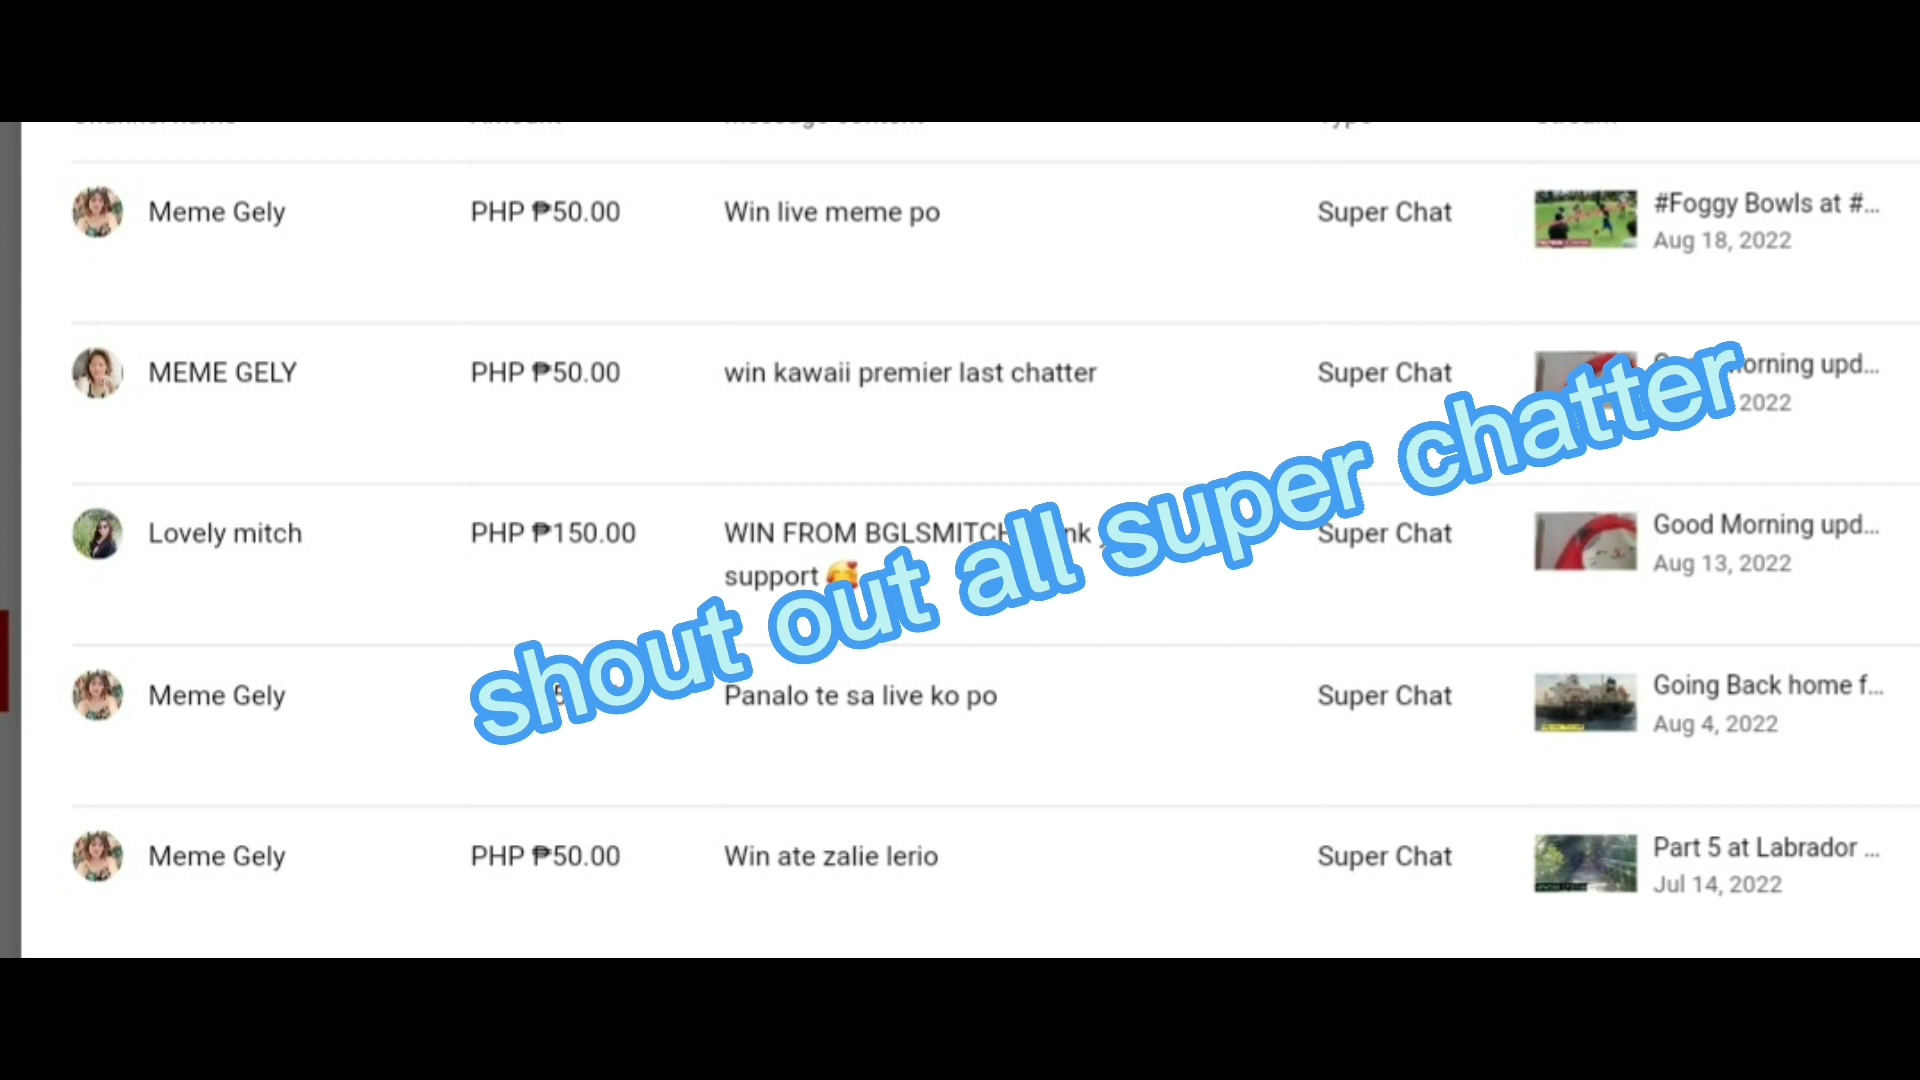 Meme Gely PHP ₱50.00 Win live meme po Super Chat #Foggy Bowls at #...
Aug 18, 2022
MEME GELY PHP ₱50.00 win kawaii premier last chatter Super Chat orning upd...
2022
Lovely mitch PHP ₱150.00 WIN FROM BGLSMITCH Super Chat Good Morning upd...
support 🥰 Aug 13, 2022
Meme Gely Panalo te sa live ko po Super Chat Going Back home f...
Aug 4, 2022
Meme Gely PHP ₱50.00 Win ate zalie lerio Super Chat Part 5 at Labrador ...
Jul 14, 2022
shout out all super chatter